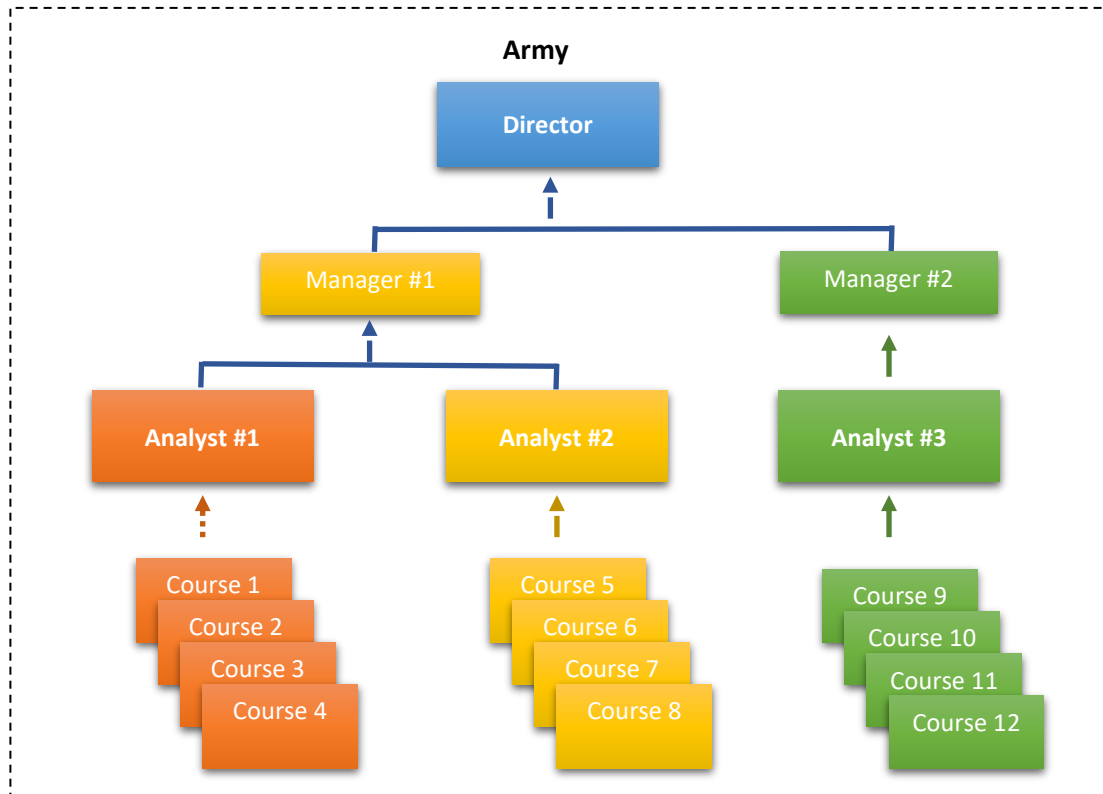 Army
Director
Manager #1
Manager #2
Analyst #1
Analyst #2
Analyst #3
Course 1
Course 2
Course 3
Course 4
Course 5
Course 6
Course 7
Course 8
Course 9
Course 10
Course 11
Course 12